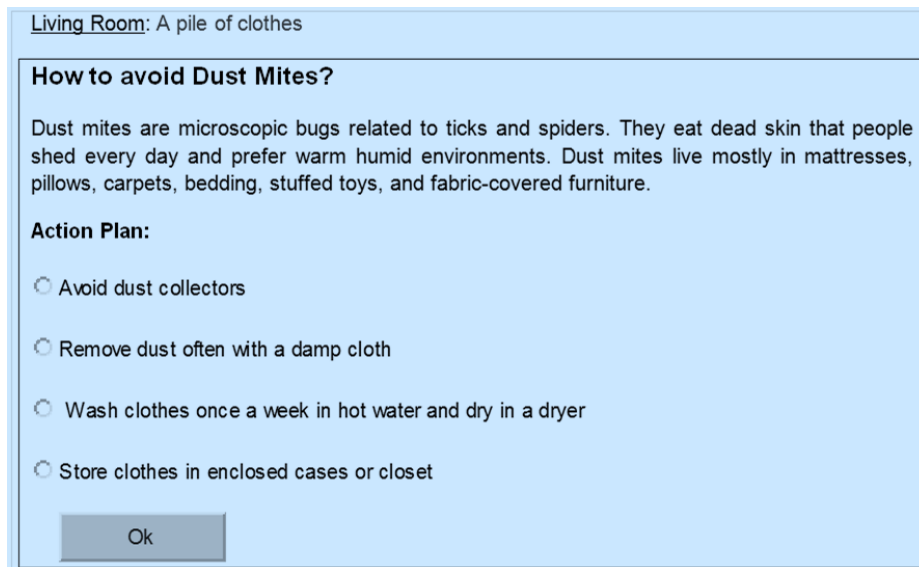 Living Room: A pile of clothes
How to avoid Dust Mites?
Dust mites are microscopic bugs related to ticks and spiders. They eat dead skin that people
shed every day and prefer warm humid environments. Dust mites live mostly in mattresses,
pillows, carpets, bedding, stuffed toys, and fabric-covered furniture.
Action Plan:
Avoid dust collectors
Remove dust often with a damp cloth
Wash clothes once a week in hot water and dry in a dryer
Store clothes in enclosed cases or closet
Ok